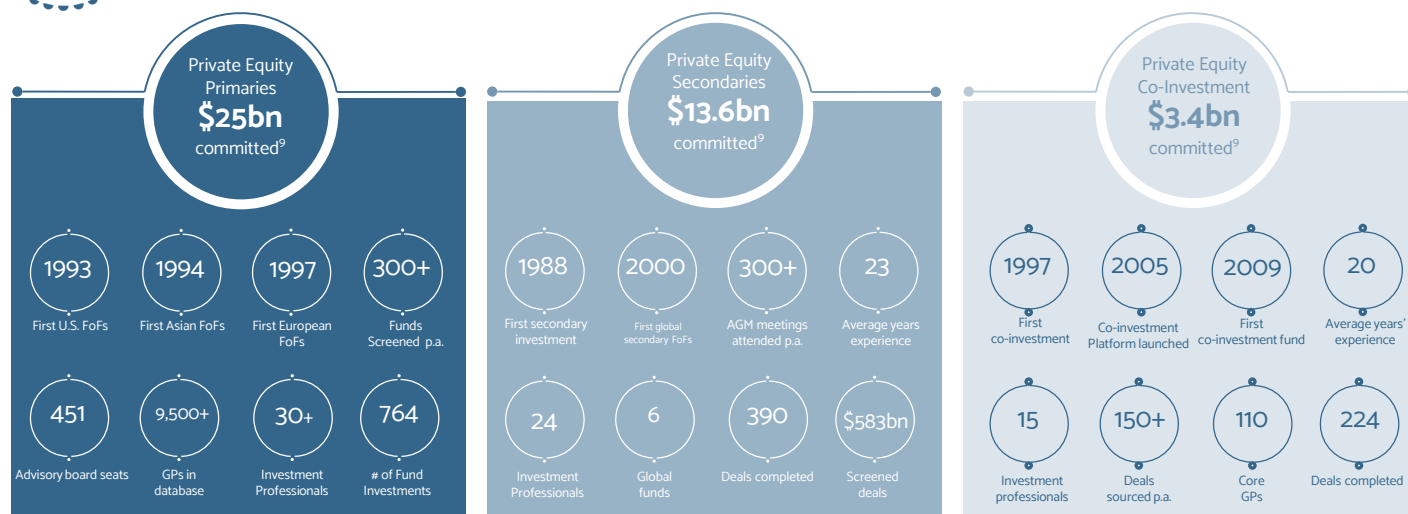 Private Equity
Primaries
$25bn
committed⁹
1993
First U.S. FoFs
1994
First Asian FoFs
1997
First European
FoFs
300+
Funds
Screened p.a.
451
Advisory board seats
9,500+
GPs in
database
30+
Investment
Professionals
764
# of Fund
Investments
Private Equity
Secondaries
$13.6bn
committed⁹
1988
First secondary
investment
2000
First global
secondary FoFs
300+
AGM meetings
attended p.a.
23
Average years
experience
24
Investment
Professionals
6
Global
funds
390
Deals completed
$583bn
Screened
deals
Private Equity
Co-Investment
$3.4bn
committed⁹
1997
First
co-investment
2005
Co-investment
Platform launched
2009
First
co-investment fund
20
Average years'
experience
15
Investment
professionals
150+
Deals
sourced p.a.
110
Core
GPs
224
Deals completed